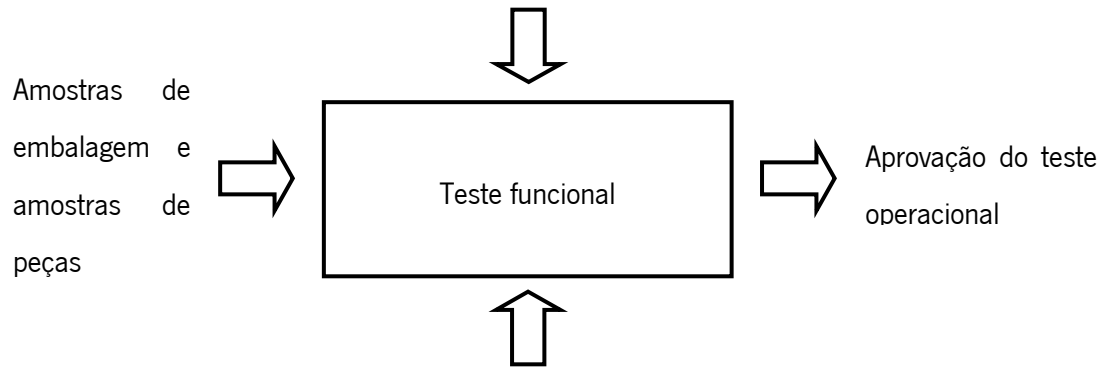 Amostras de
embalagem e
amostras de
peças
Teste funcional
Aprovação do teste
operacional